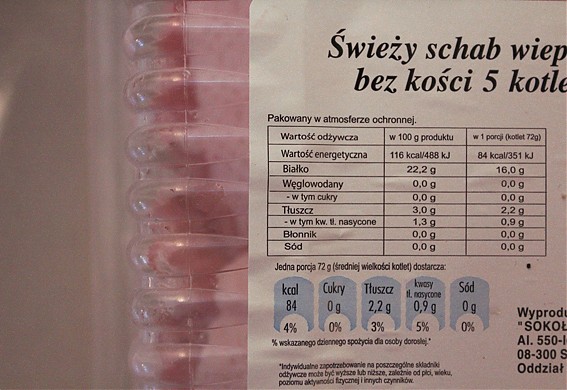 Świeży schab wiep
bez kości 5 kotle
Pakowany w atmosferze ochronnej.
Wartość odżywcza w 100 g produktu w 1 porcji (kotlet 72g)
Wartość energetyczna 116 kcal/488 kJ 84 kcal/351 kJ
Białko 22,2 g 16,0 g
Węglowodany 0,0 g 0,0 g
- w tym cukry 0,0 g 0,0 g
Tłuszcz 3,0 g 2,2 g
- w tym kw. tł. nasycone 1,3 g 0,9 g
Błonnik 0,0 g 0,0 g
Sód 0,0 g 0,0 g
Jedna porcja 72 g (średniej wielkości kotlet) dostarcza:
kcal Cukry Tłuszcz kwasy tł. nasycone Sód
84 0 g 2,2 g 0,9 g 0 g
4% 0% 3% 5% 0%
% wskazanego dziennego spożycia dla osoby dorosłej.*
*Indywidualne zapotrzebowanie na poszczególne składniki
odżywcze może być wyższe lub niższe, zależnie od płci, wieku,
poziomu aktywności fizycznej i innych czynników.
Wyprodu
"SOKOŁ
Al. 550-l
08-300 S
Oddział